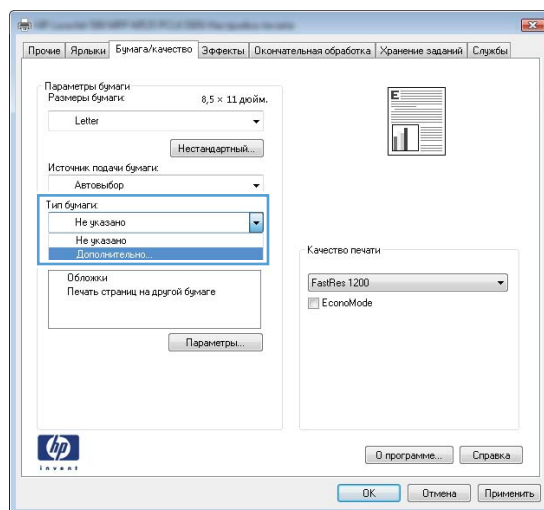 Прочие Ярлыки Бумага/качество Эффекты Окончательная обработка Хранение заданий Службы
Параметры бумаги
Размеры бумаги: 8,5 × 11 дюйм.
Letter
Нестандартный...
Источник подачи бумаги:
Автовыбор
Тип бумаги:
Не указано
Не указано
Дополнительно...
Обложки
Печать страниц на другой бумаге
Параметры...
E
Качество печати
FastRes 1200
EconoMode
hp
invent
О программе... Справка
OK Отмена Применить